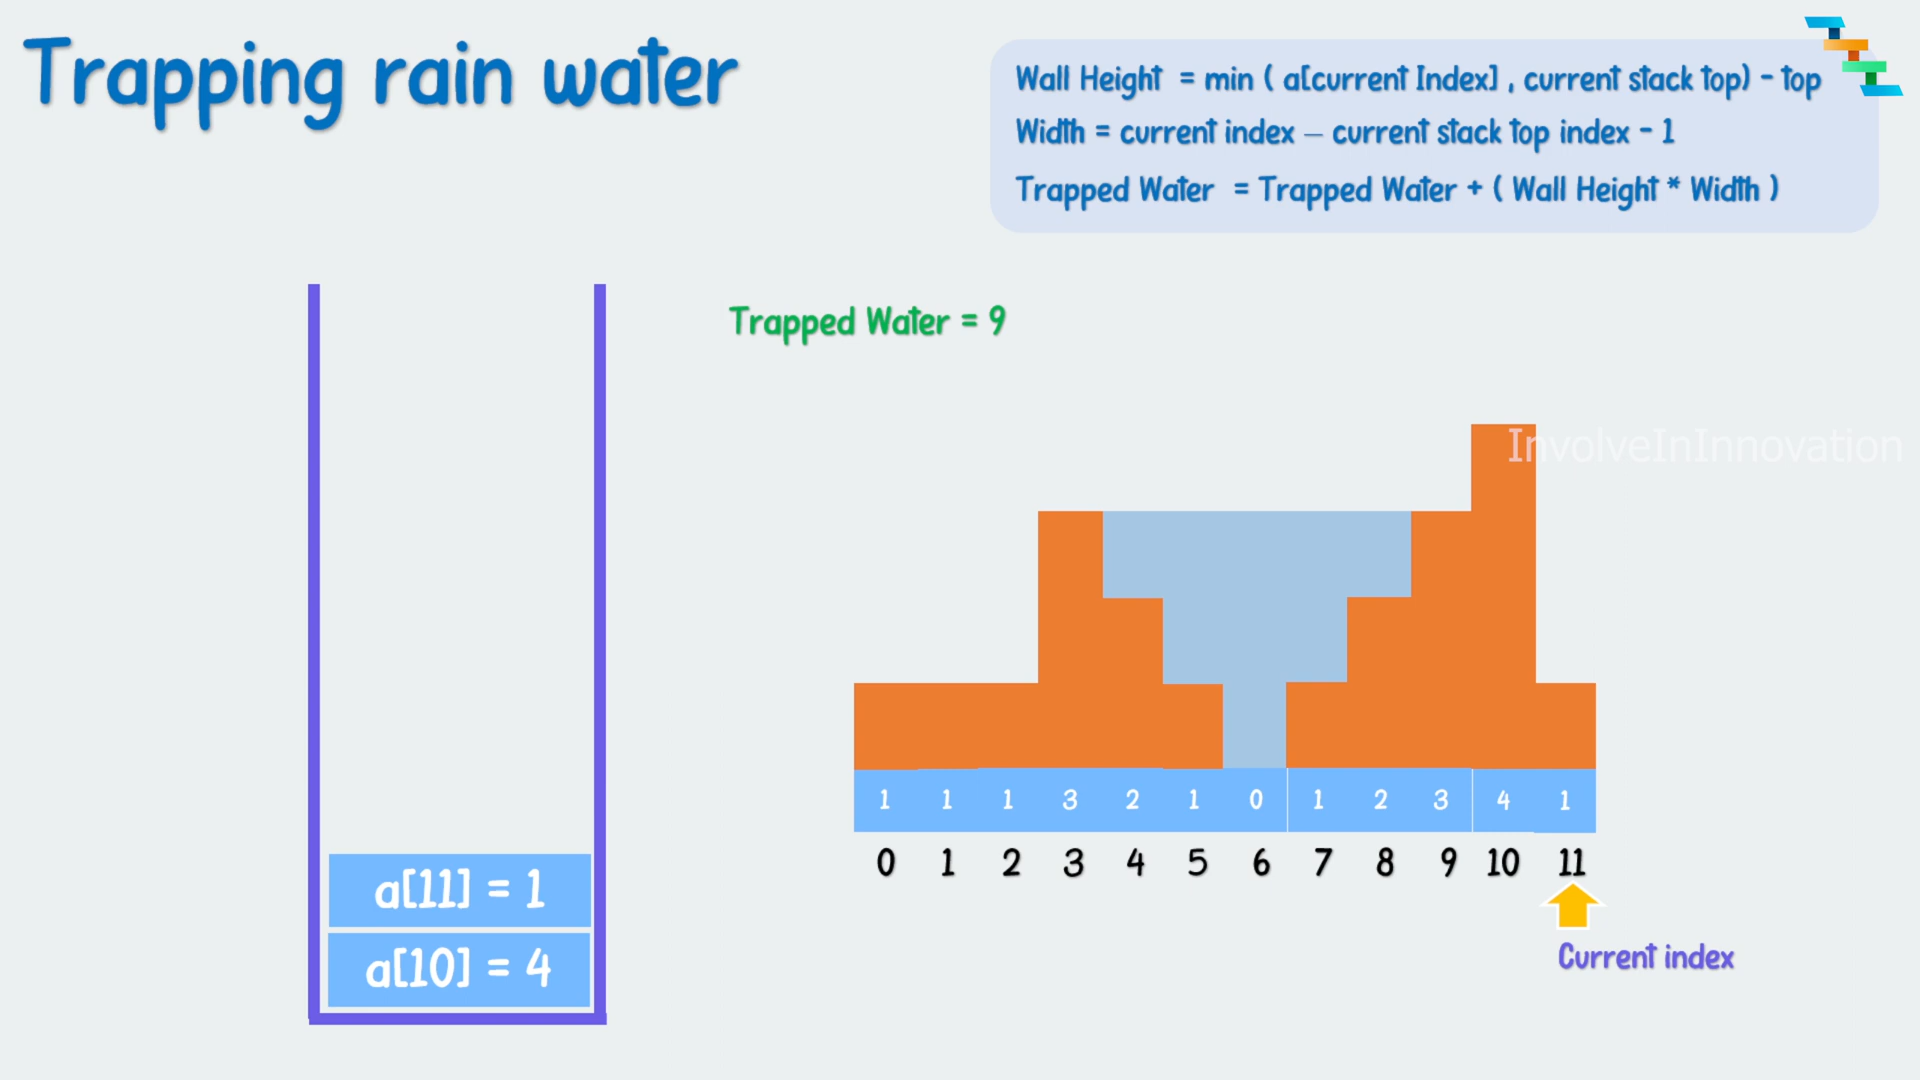 Trapping rain water
Wall Height = min ( a[current Index] , current stack top) - top
Width = current index – current stack top index - 1
Trapped Water = Trapped Water + ( Wall Height * Width )
Trapped Water = 9
InvolveInInnovation
1 1 1 3 2 1 0 1 2 3 4 1
0 1 2 3 4 5 6 7 8 9 10 11
Current index
a[11] = 1
a[10] = 4